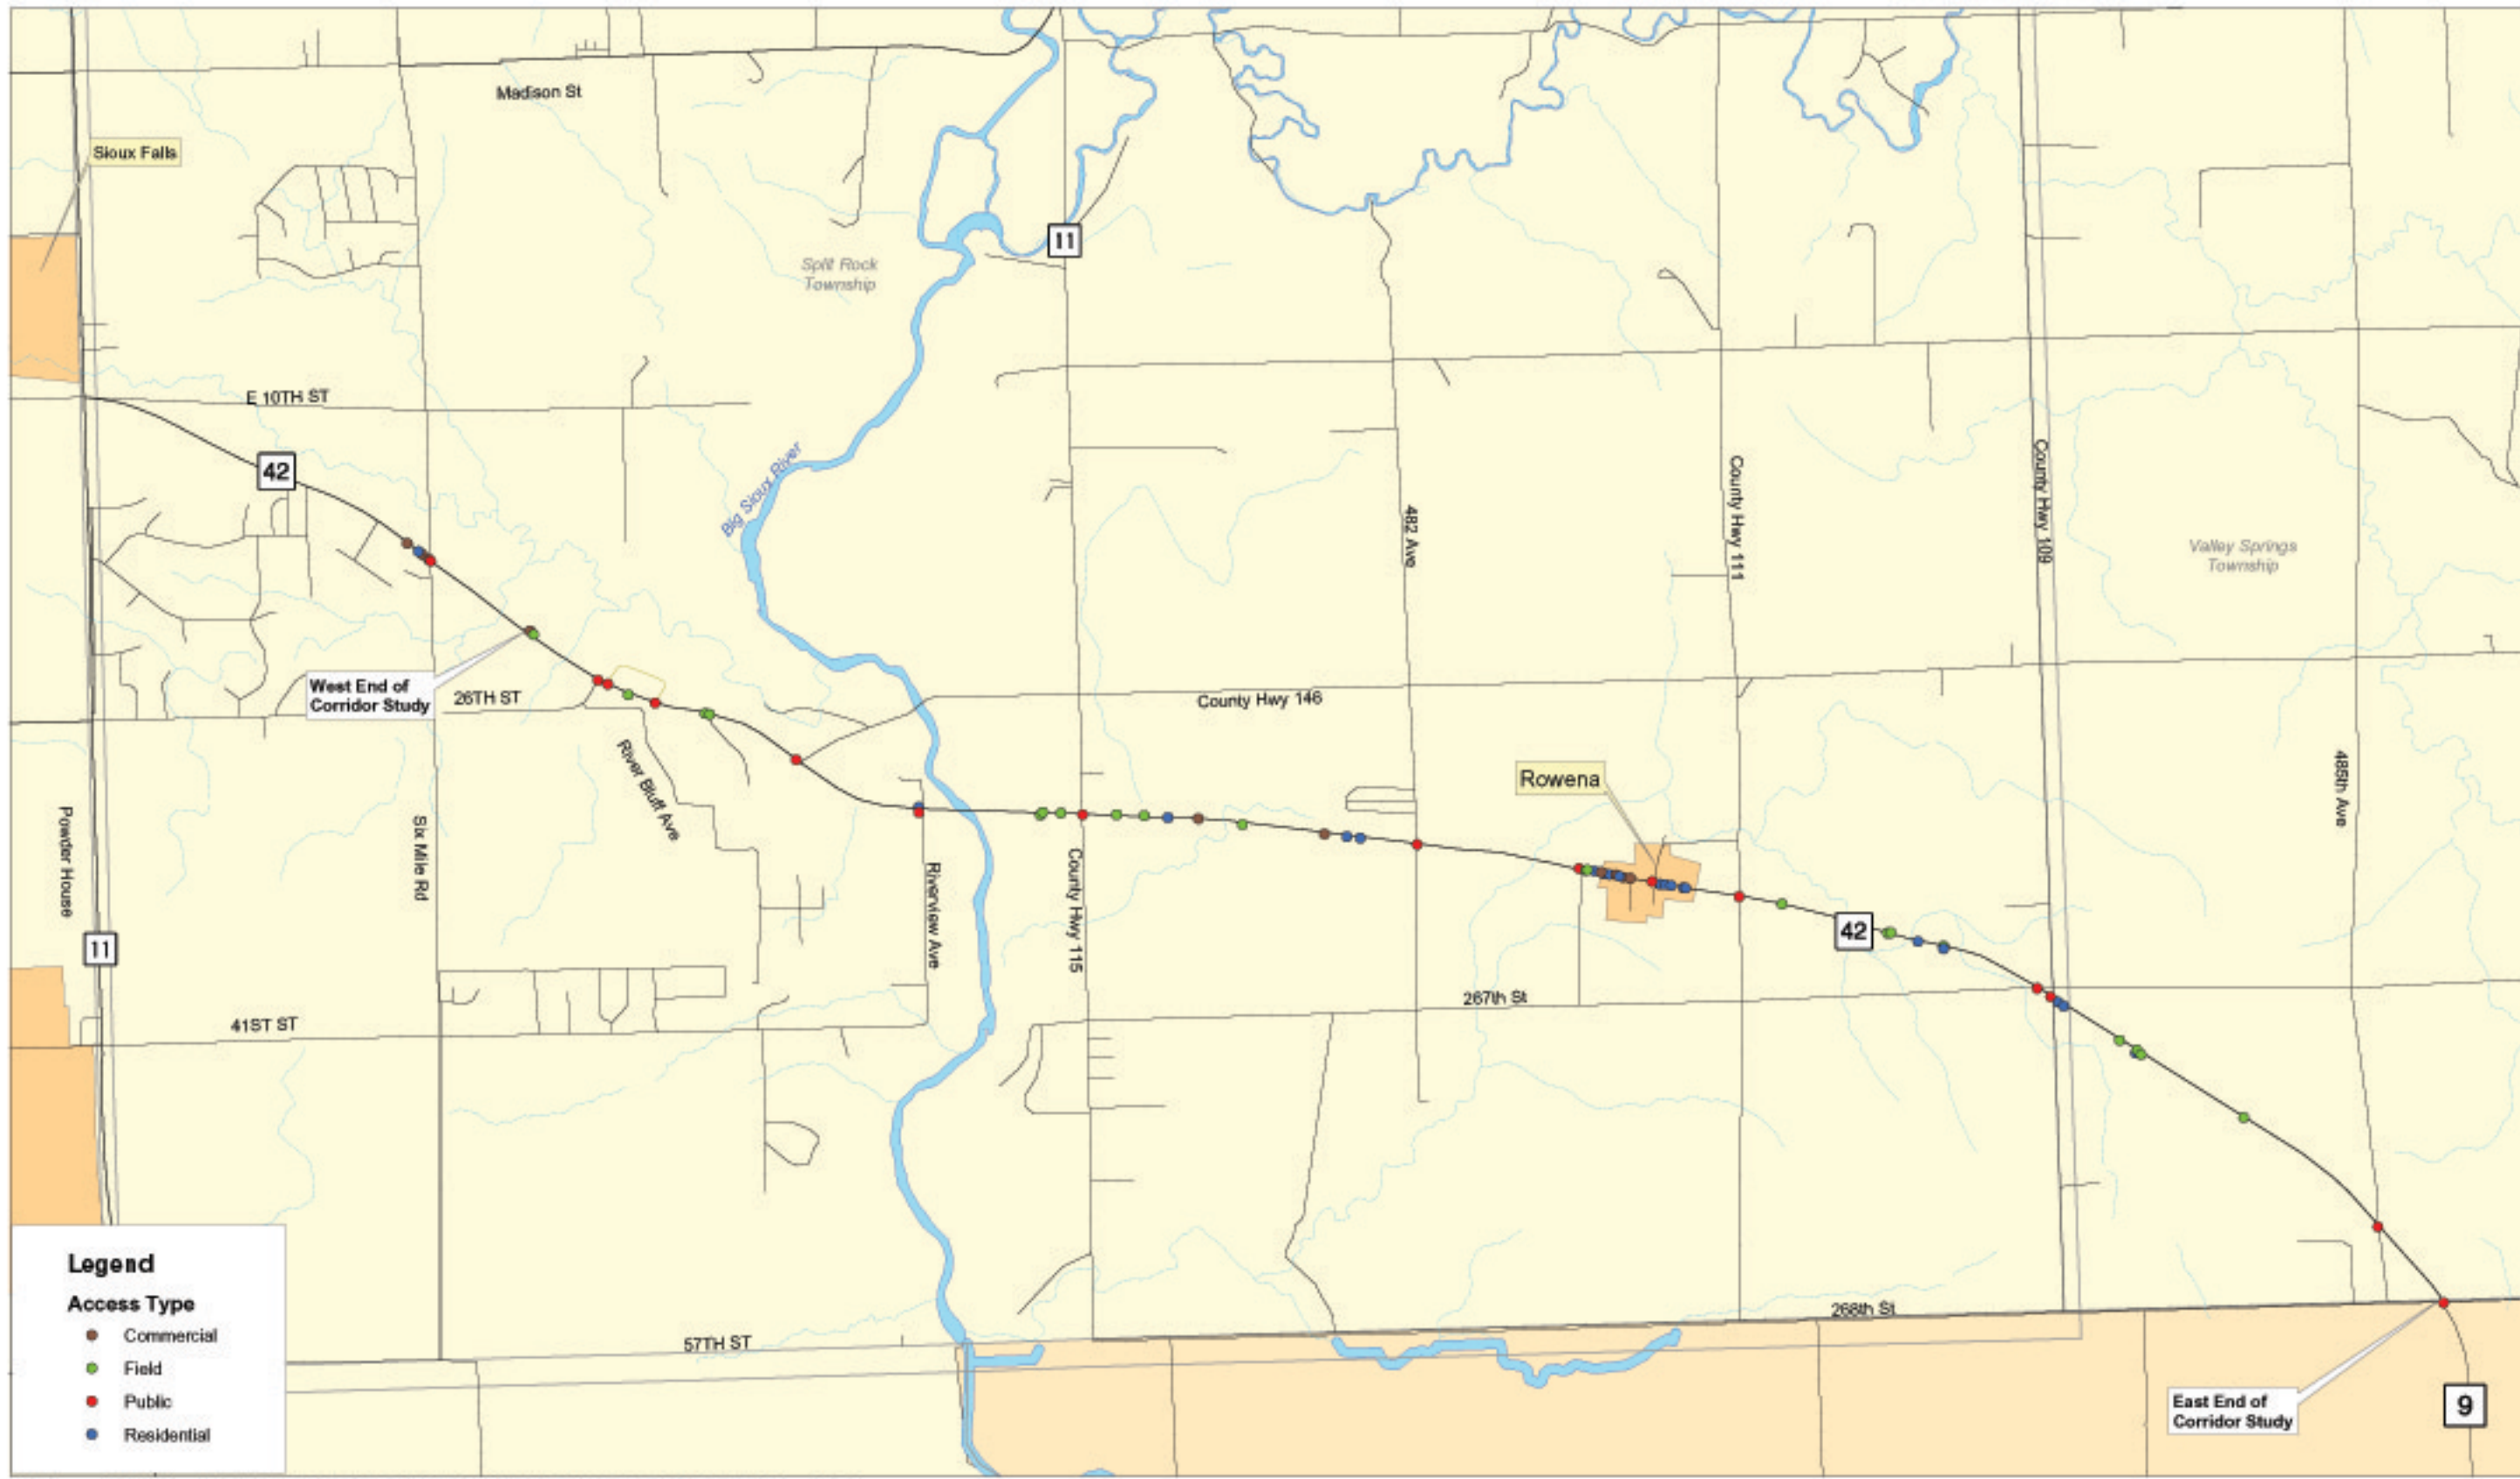 Madison St
Sioux Falls
11
Split Rock
Township
E 10TH ST
42
Big Sioux River
482 Ave
County Hwy 111
County Hwy 109
Valley Springs
Township
West End of
Corridor Study
26TH ST
County Hwy 146
River Bluff Ave
Rowena
485th Ave
Powder House
Six Mile Rd
Riverview Ave
County Hwy 115
42
11
267th St
41ST ST
Legend
Access Type
Commercial
Field
Public
Residential
57TH ST
268th St
East End of
Corridor Study
9